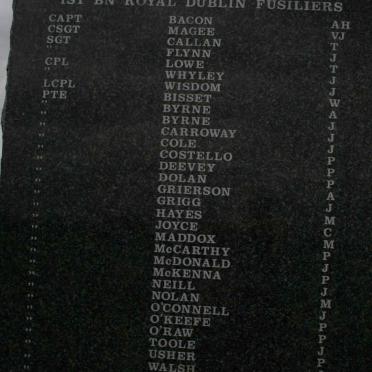 1ST BN ROYAL DUBLIN FUSILIERS
CAPT BACON AH
CSGT MAGEE VJ
SGT CALLAN T
" FLYNN J
CPL LOWE T
" WHYLEY J
LCPL WISDOM J
PTE BISSET W
" BYRNE A
" BYRNE J
" CARROWAY J
" COLE J
" COSTELLO P
" DEEVEY P
" DOLAN P
" GRIERSON A
" GRIGG J
" HAYES M
" JOYCE C
" MADDOX M
" McCARTHY P
" McDONALD J
" McKENNA P
" NEILL J
" NOLAN M
" O'CONNELL J
" O'KEEFE P
" O'RAW P
" TOOLE J
" USHER P
" WALSH